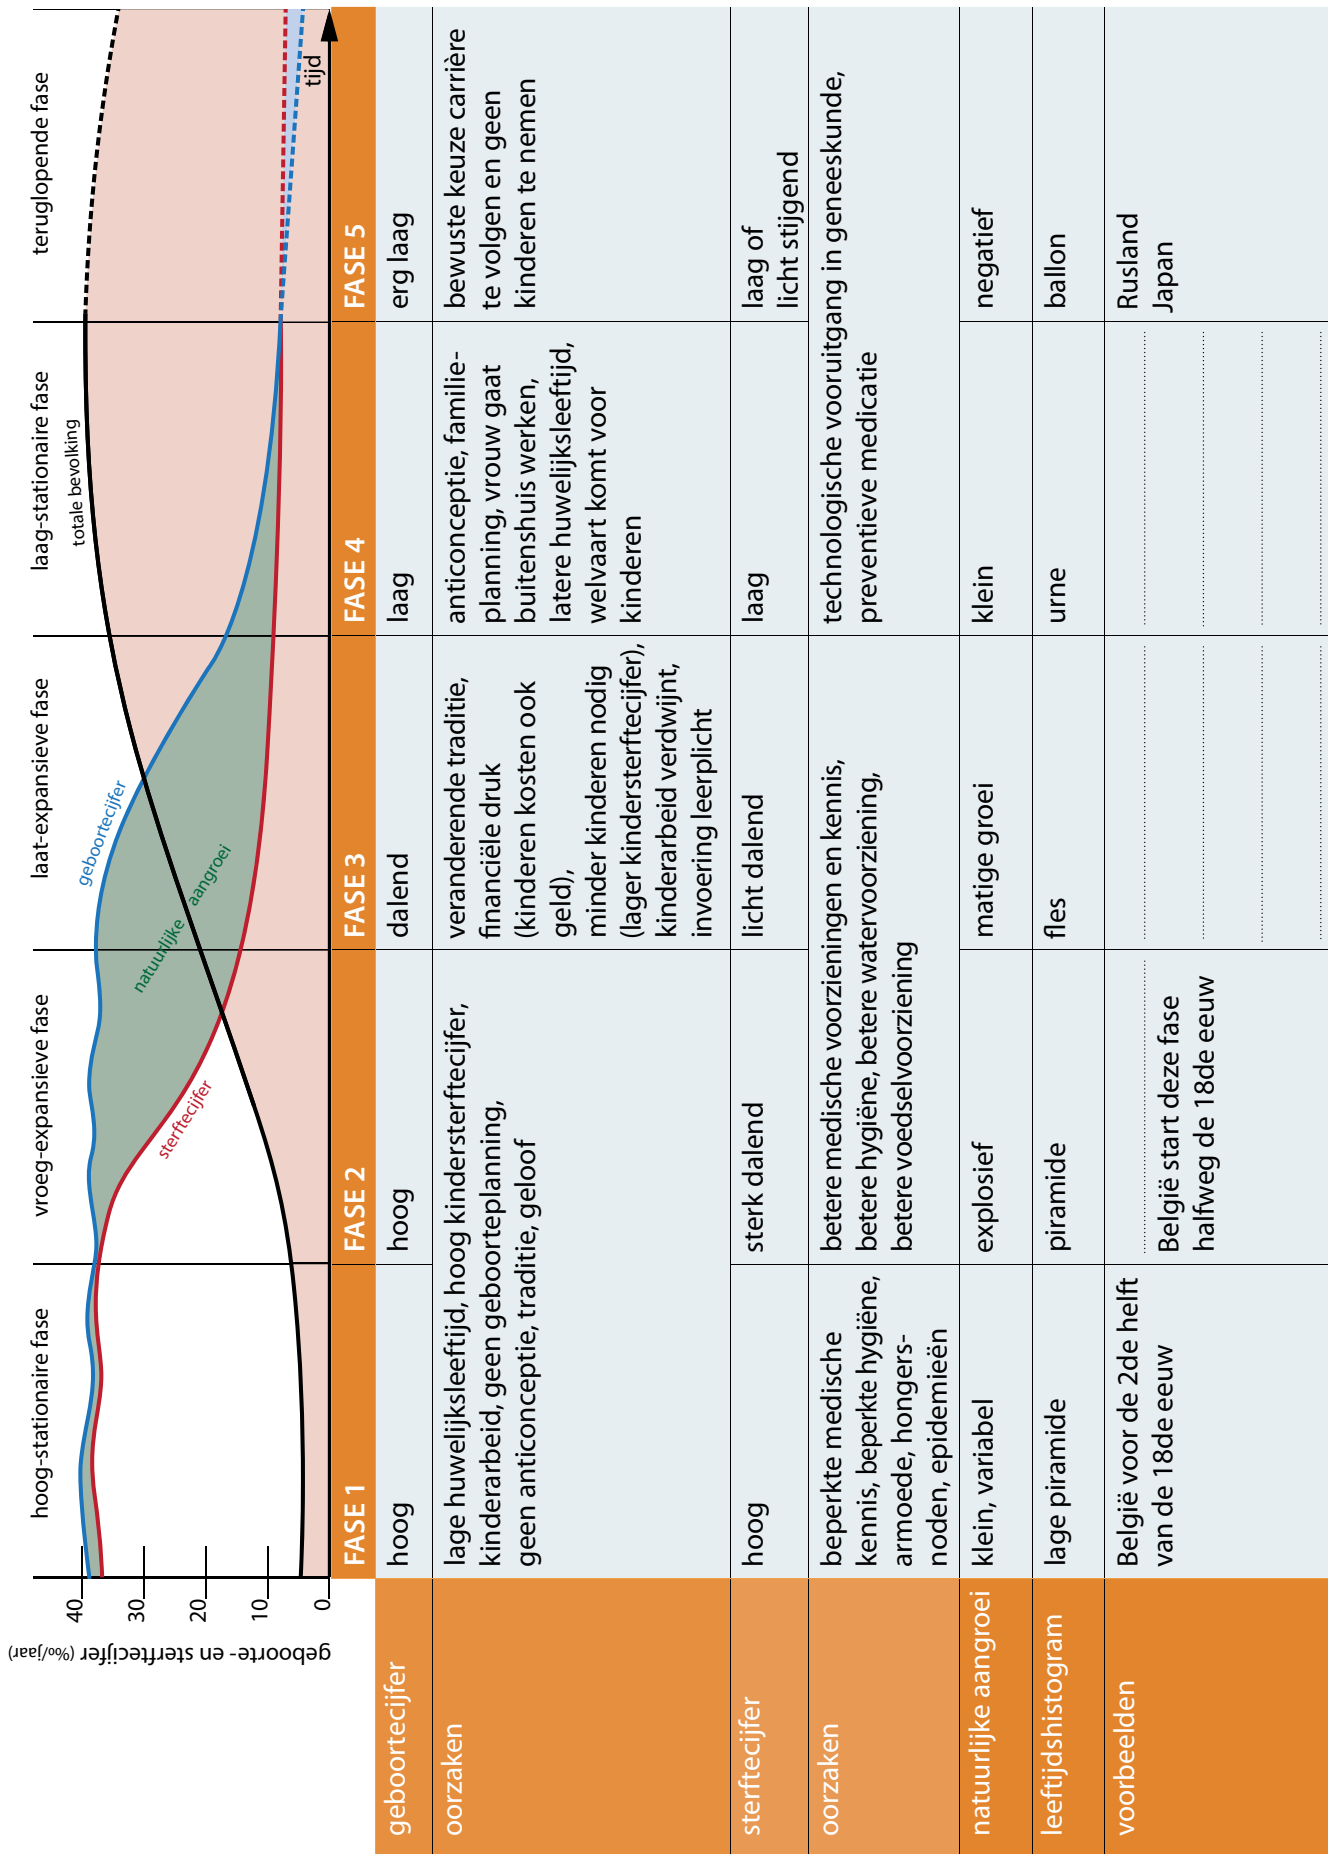 hoog-stationaire fase
vroeg-expansieve fase
laat-expansieve fase
laag-stationaire fase
teruglopende fase
geboorte- en sterftecijfer (‰/jaar)
40
30
20
10
0
geboortecijfer
natuurlijke aangroei
sterftecijfer
totale bevolking
tijd
FASE 1
FASE 2
FASE 3
FASE 4
FASE 5
geboortecijfer
hoog
hoog
dalend
laag
erg laag
oorzaken
lage huwelijksleeftijd, hoog kindersterftecijfer,
kinderarbeid, geen geboorteplanning,
geen anticonceptie, traditie, geloof
veranderende traditie,
financiële druk
(kinderen kosten ook
geld),
minder kinderen nodig
(lager kindersterftecijfer),
kinderarbeid verdwijnt,
invoering leerplicht
anticonceptie, familie-
planning, vrouw gaat
buitenshuis werken,
latere huwelijksleeftijd,
welvaart komt voor
kinderen
bewuste keuze carrière
te volgen en geen
kinderen te nemen
sterftecijfer
hoog
sterk dalend
licht dalend
laag
laag of
licht stijgend
oorzaken
beperkte medische
kennis, beperkte hygiëne,
armoede, hongers-
noden, epidemieën
betere medische voorzieningen en kennis,
betere hygiëne, betere watervoorziening,
betere voedselvoorziening
technologische vooruitgang in geneeskunde,
preventieve medicatie
natuurlijke aangroei
klein, variabel
explosief
matige groei
klein
negatief
leeftijdshistogram
lage piramide
piramide
fles
urne
ballon
voorbeelden
België voor de 2de helft
van de 18de eeuw
België start deze fase
halfweg de 18de eeuw
Rusland
Japan